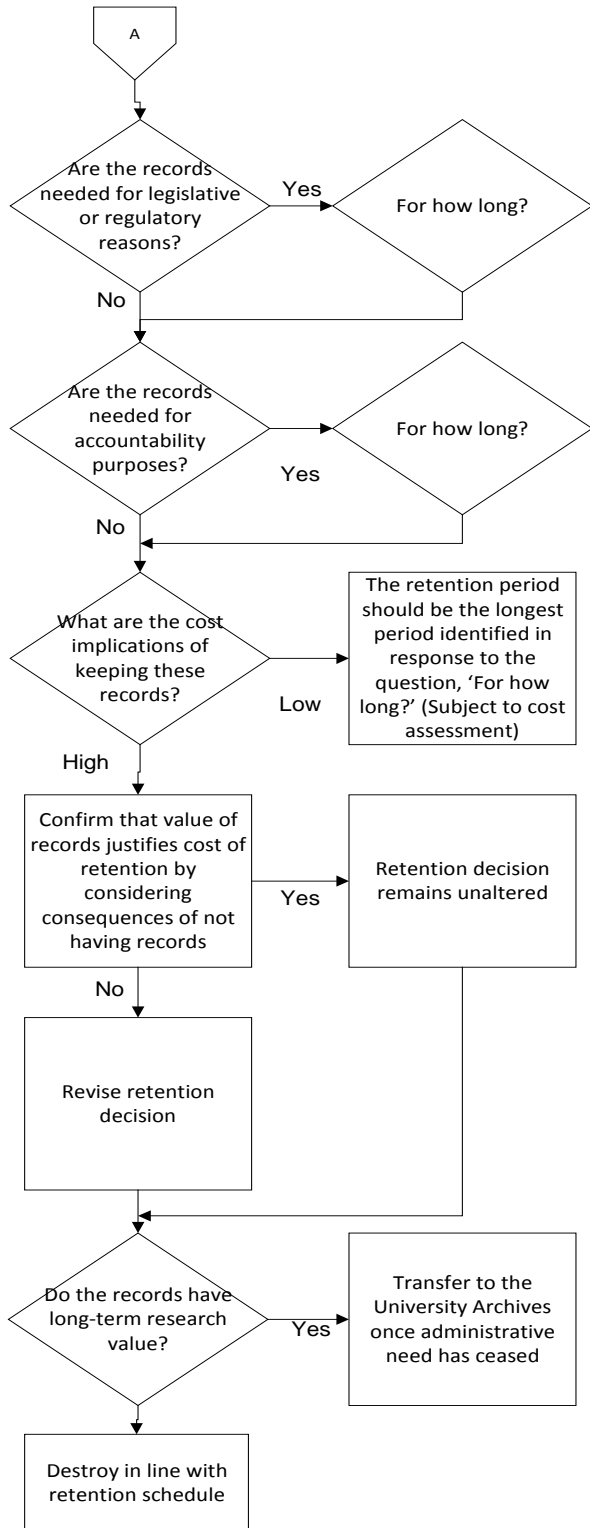 A
Are the records
needed for legislative
or regulatory
reasons?
Yes
For how long?
No
Are the records
needed for
accountability
purposes?
Yes
For how long?
No
What are the cost
implications of
keeping these
records?
Low
The retention period
should be the longest
period identified in
response to the
question, ‘For how
long?’ (Subject to cost
assessment)
High
Confirm that value of
records justifies cost of
retention by
considering
consequences of not
having records
Yes
Retention decision
remains unaltered
No
Revise retention
decision
Do the records have
long-term research
value?
Yes
Transfer to the
University Archives
once administrative
need has ceased
Destroy in line with
retention schedule